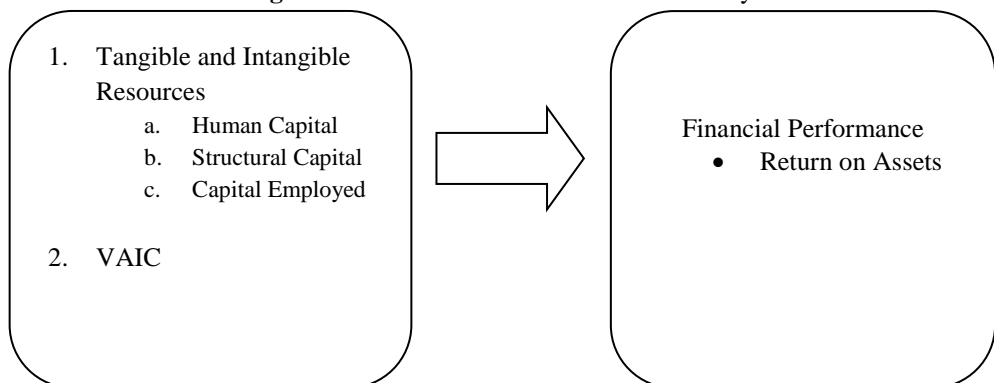 1. Tangible and Intangible
Resources
a. Human Capital
b. Structural Capital
c. Capital Employed
2. VAIC
Financial Performance
• Return on Assets